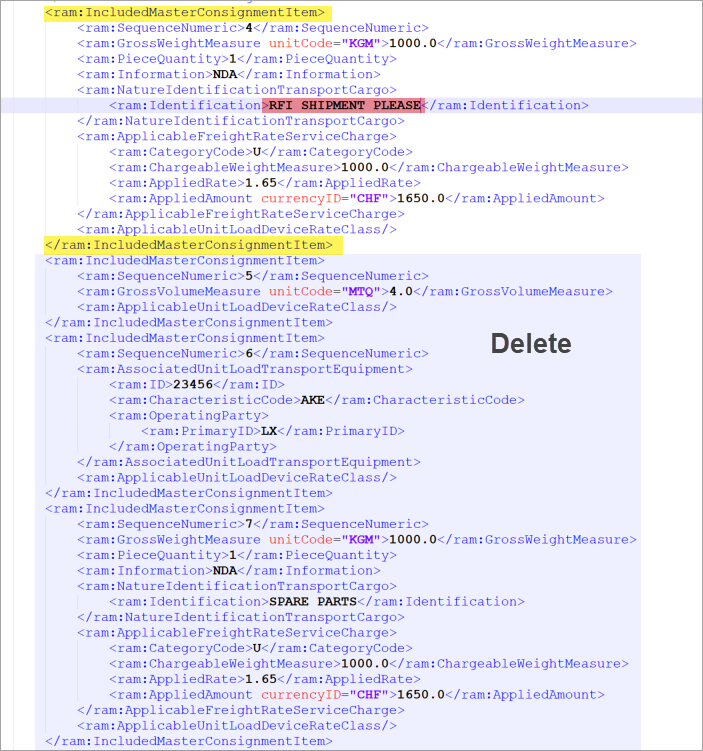 <ram:IncludedMasterConsignmentItem>
<ram:SequenceNumeric>4</ram:SequenceNumeric>
<ram:GrossWeightMeasure unitCode="KGM">1000.0</ram:GrossWeightMeasure>
<ram:PieceQuantity>1</ram:PieceQuantity>
<ram:Information>NDA</ram:Information>
<ram:NatureIdentificationTransportCargo>
<ram:Identification>RFI SHIPMENT PLEASE</ram:Identification>
</ram:NatureIdentificationTransportCargo>
<ram:ApplicableFreightRateServiceCharge>
<ram:CategoryCode>U</ram:CategoryCode>
<ram:ChargeableWeightMeasure>1000.0</ram:ChargeableWeightMeasure>
<ram:AppliedRate>1.65</ram:AppliedRate>
<ram:AppliedAmount currencyID="CHF">1650.0</ram:AppliedAmount>
</ram:ApplicableFreightRateServiceCharge>
<ram:ApplicableUnitLoadDeviceRateClass/>
</ram:IncludedMasterConsignmentItem>
<ram:IncludedMasterConsignmentItem>
<ram:SequenceNumeric>5</ram:SequenceNumeric>
<ram:GrossVolumeMeasure unitCode="MTQ">4.0</ram:GrossVolumeMeasure>
<ram:ApplicableUnitLoadDeviceRateClass/>
</ram:IncludedMasterConsignmentItem>
<ram:IncludedMasterConsignmentItem>
Delete
<ram:SequenceNumeric>6</ram:SequenceNumeric>
<ram:AssociatedUnitLoadTransportEquipment>
<ram:ID>23456</ram:ID>
<ram:CharacteristicCode>AKE</ram:CharacteristicCode>
<ram:OperatingParty>
<ram:PrimaryID>LX</ram:PrimaryID>
</ram:OperatingParty>
</ram:AssociatedUnitLoadTransportEquipment>
<ram:ApplicableUnitLoadDeviceRateClass/>
</ram:IncludedMasterConsignmentItem>
<ram:IncludedMasterConsignmentItem>
<ram:SequenceNumeric>7</ram:SequenceNumeric>
<ram:GrossWeightMeasure unitCode="KGM">1000.0</ram:GrossWeightMeasure>
<ram:PieceQuantity>1</ram:PieceQuantity>
<ram:Information>NDA</ram:Information>
<ram:NatureIdentificationTransportCargo>
<ram:Identification>SPARE PARTS</ram:Identification>
</ram:NatureIdentificationTransportCargo>
<ram:ApplicableFreightRateServiceCharge>
<ram:CategoryCode>U</ram:CategoryCode>
<ram:ChargeableWeightMeasure>1000.0</ram:ChargeableWeightMeasure>
<ram:AppliedRate>1.65</ram:AppliedRate>
<ram:AppliedAmount currencyID="CHF">1650.0</ram:AppliedAmount>
</ram:ApplicableFreightRateServiceCharge>
<ram:ApplicableUnitLoadDeviceRateClass/>
</ram:IncludedMasterConsignmentItem>